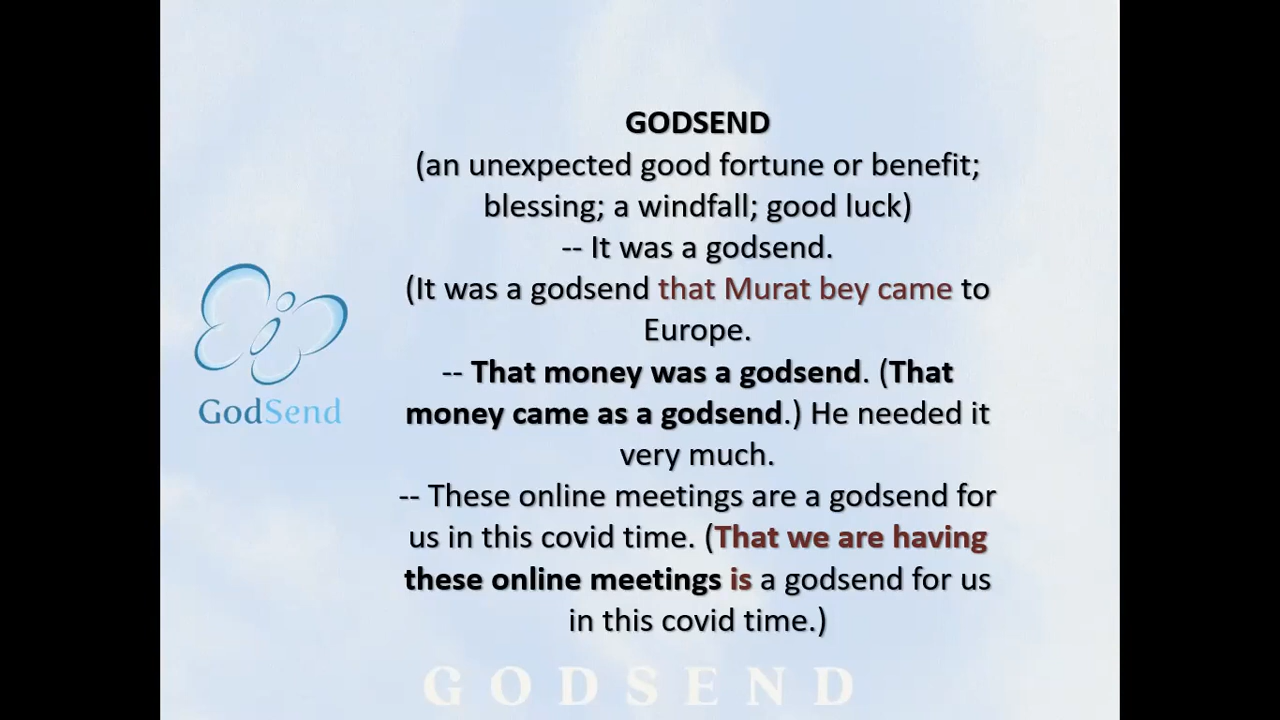 GODSEND
(an unexpected good fortune or benefit;
blessing; a windfall; good luck)
-- It was a godsend.
(It was a godsend that Murat bey came to
Europe.
-- That money was a godsend. (That
money came as a godsend.) He needed it
very much.
-- These online meetings are a godsend for
us in this covid time. (That we are having
these online meetings is a godsend for us
in this covid time.)
GodSend
GODSEND